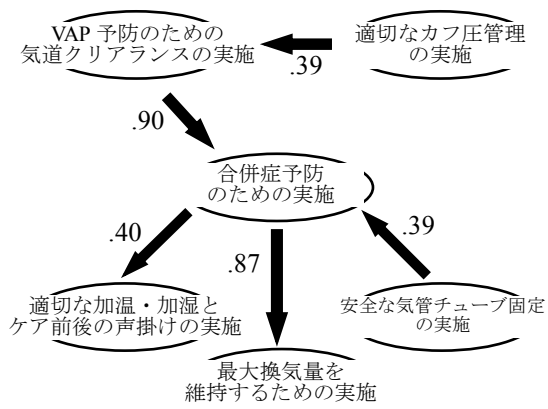 VAP 予防のための
気道クリアランスの実施
適切なカフ圧管理
の実施
.39
.90
合併症予防
のための実施
.40
.87
.39
適切な加温・加湿と
ケア前後の声掛けの実施
安全な気管チューブ固定
の実施
最大換気量を
維持するための実施